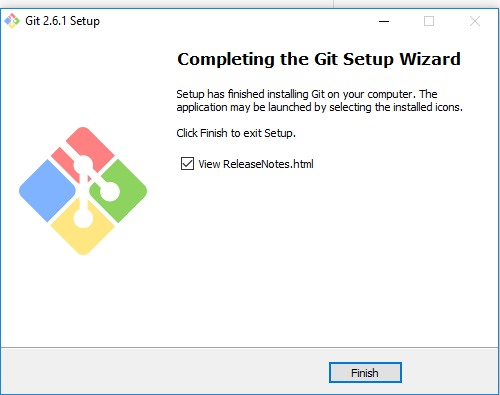 Git 2.6.1 Setup
Completing the Git Setup Wizard
Setup has finished installing Git on your computer. The
application may be launched by selecting the installed icons.
Click Finish to exit Setup.
View ReleaseNotes.html
Finish